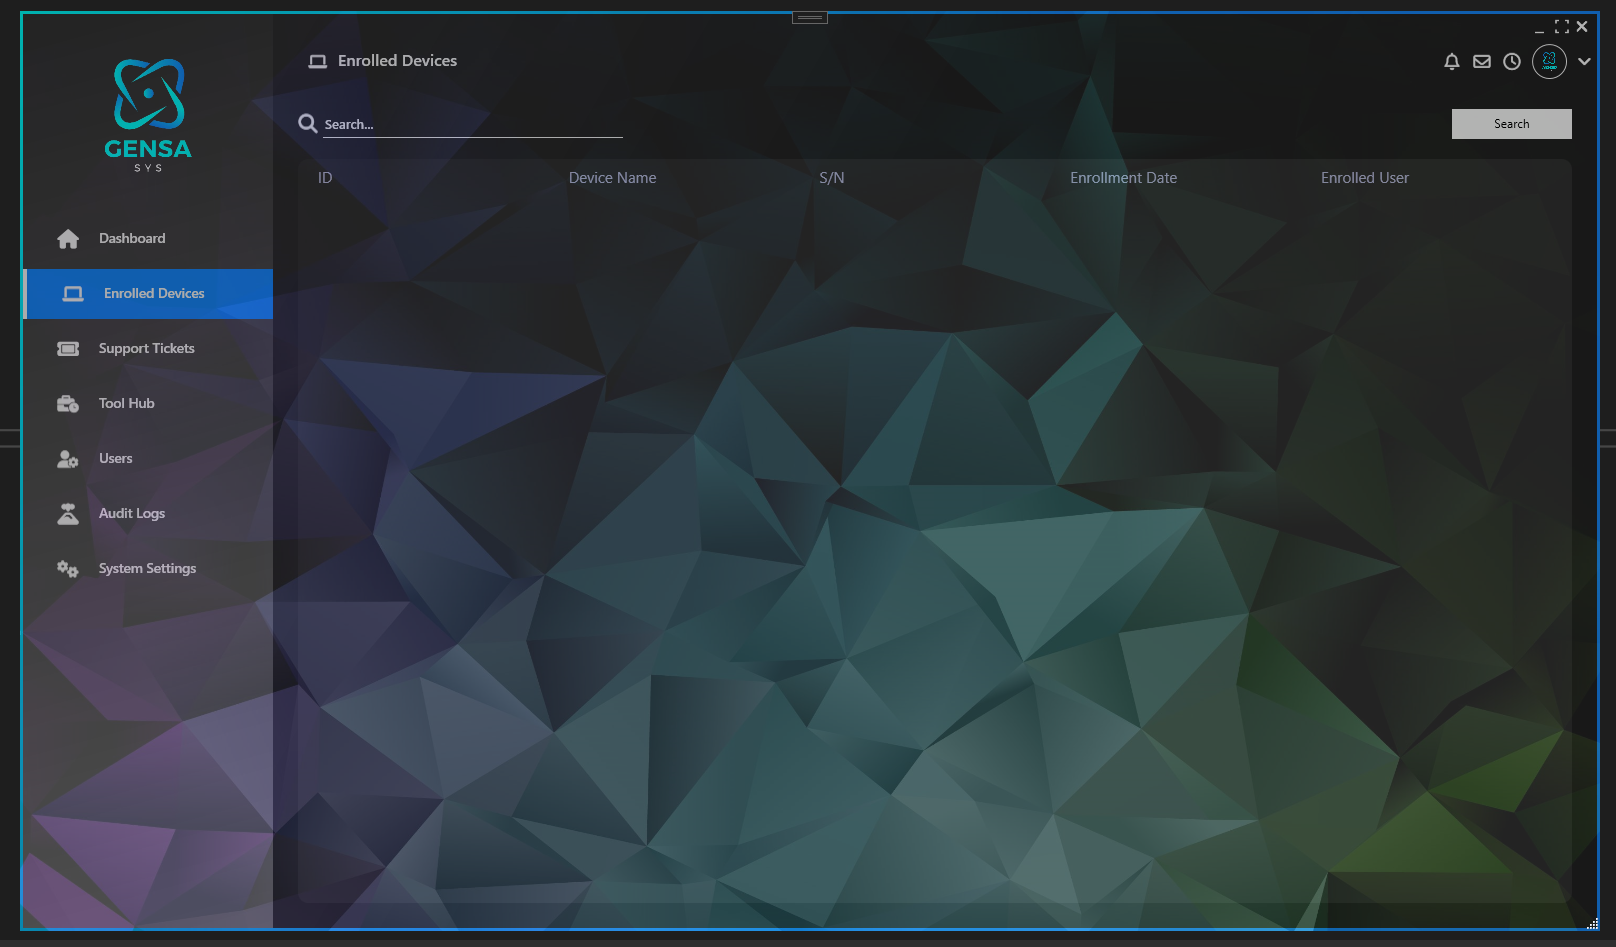 GENSA
SYS
Dashboard
Enrolled Devices
Support Tickets
Tool Hub
Users
Audit Logs
System Settings
Enrolled Devices
Search...
Search
ID Device Name S/N Enrollment Date Enrolled User